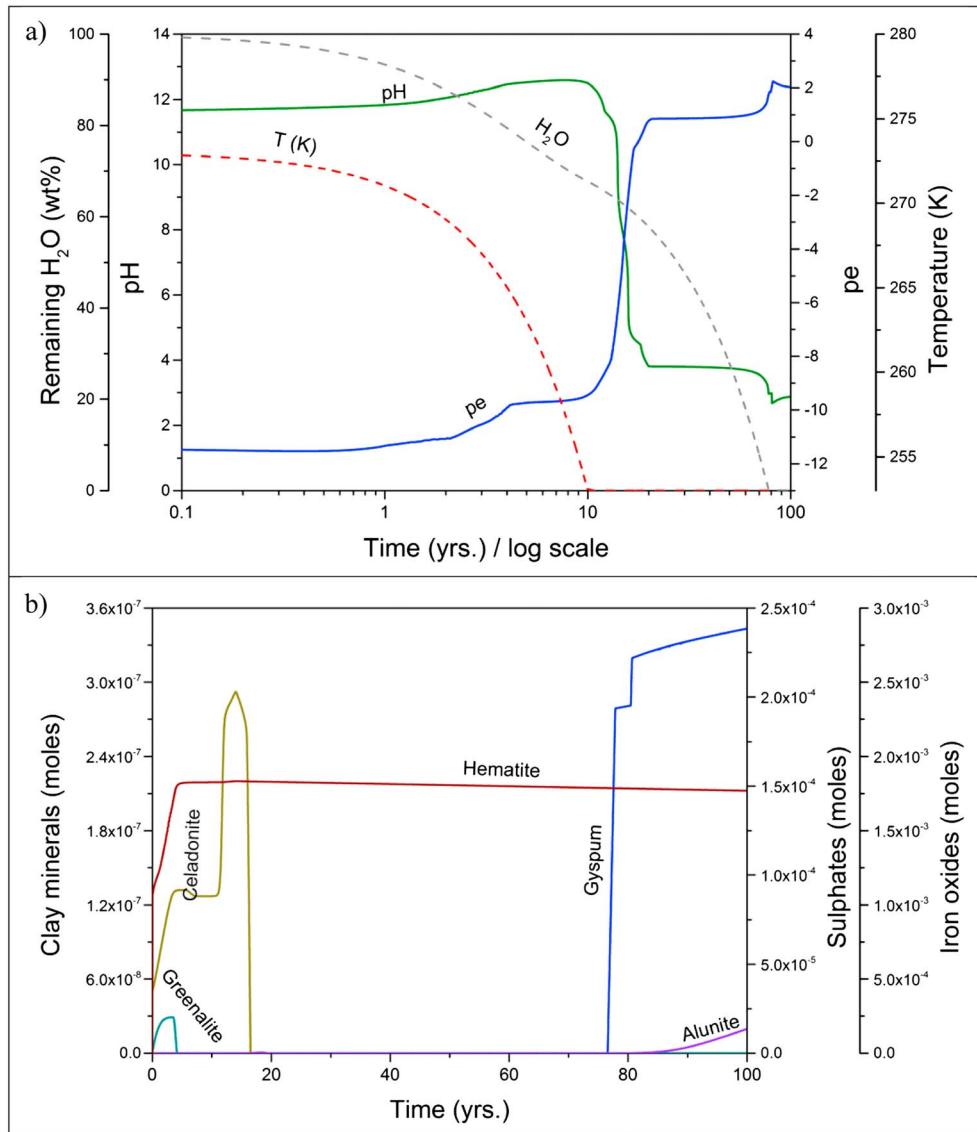 a)
100
80
60
40
20
0
Remaining H₂O (wt%)
14
12
10
8
6
4
2
0
pH
pH
T (K)
H₂O
pe
4
2
0
-2
-4
-6
-8
-10
-12
pe
280
275
270
265
260
255
Temperature (K)
0.1
1
10
100
Time (yrs.) / log scale
b)
3.6x10⁻⁷
3.0x10⁻⁷
2.4x10⁻⁷
1.8x10⁻⁷
1.2x10⁻⁷
6.0x10⁻⁸
0.0
Clay minerals (moles)
Hematite
Celadonite
Greenalite
Gyspum
Alunite
2.5x10⁻⁴
2.0x10⁻⁴
1.5x10⁻⁴
1.0x10⁻⁴
5.0x10⁻⁵
0.0
Sulphates (moles)
3.0x10⁻³
2.5x10⁻³
2.0x10⁻³
1.5x10⁻³
1.0x10⁻³
5.0x10⁻⁴
0.0
Iron oxides (moles)
0
20
40
60
80
100
Time (yrs.)